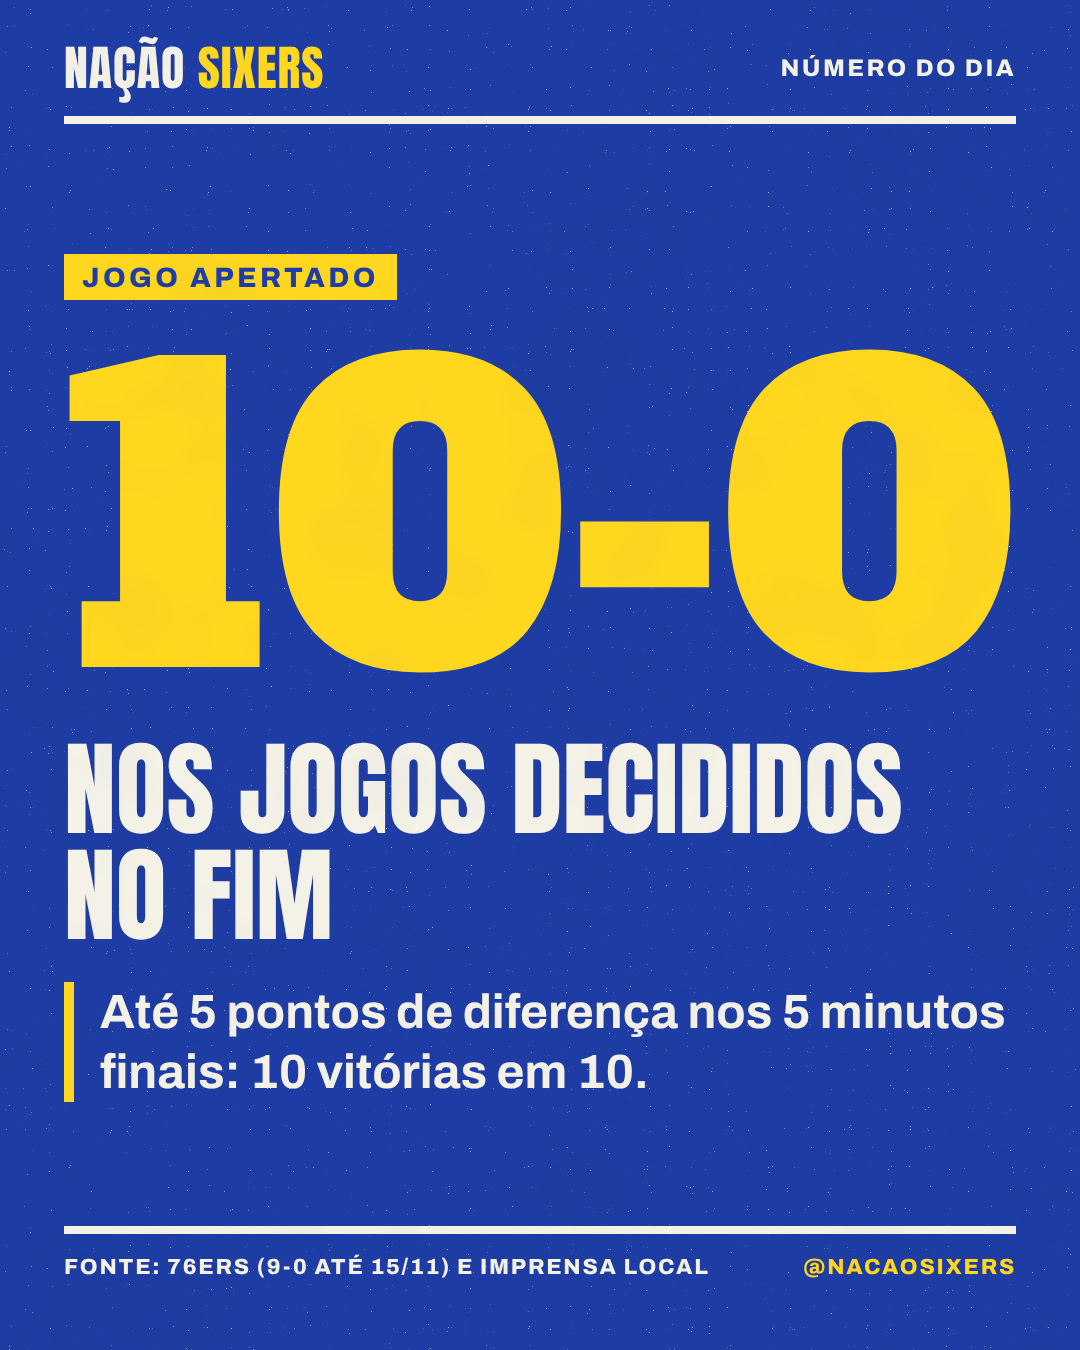 NAÇÃO SIXERS
NÚMERO DO DIA
JOGO APERTADO
10-0
NOS JOGOS DECIDIDOS
NO FIM
Até 5 pontos de diferença nos 5 minutos
finais: 10 vitórias em 10.
FONTE: 76ERS (9-0 ATÉ 15/11) E IMPRENSA LOCAL
@NACAOSIXERS